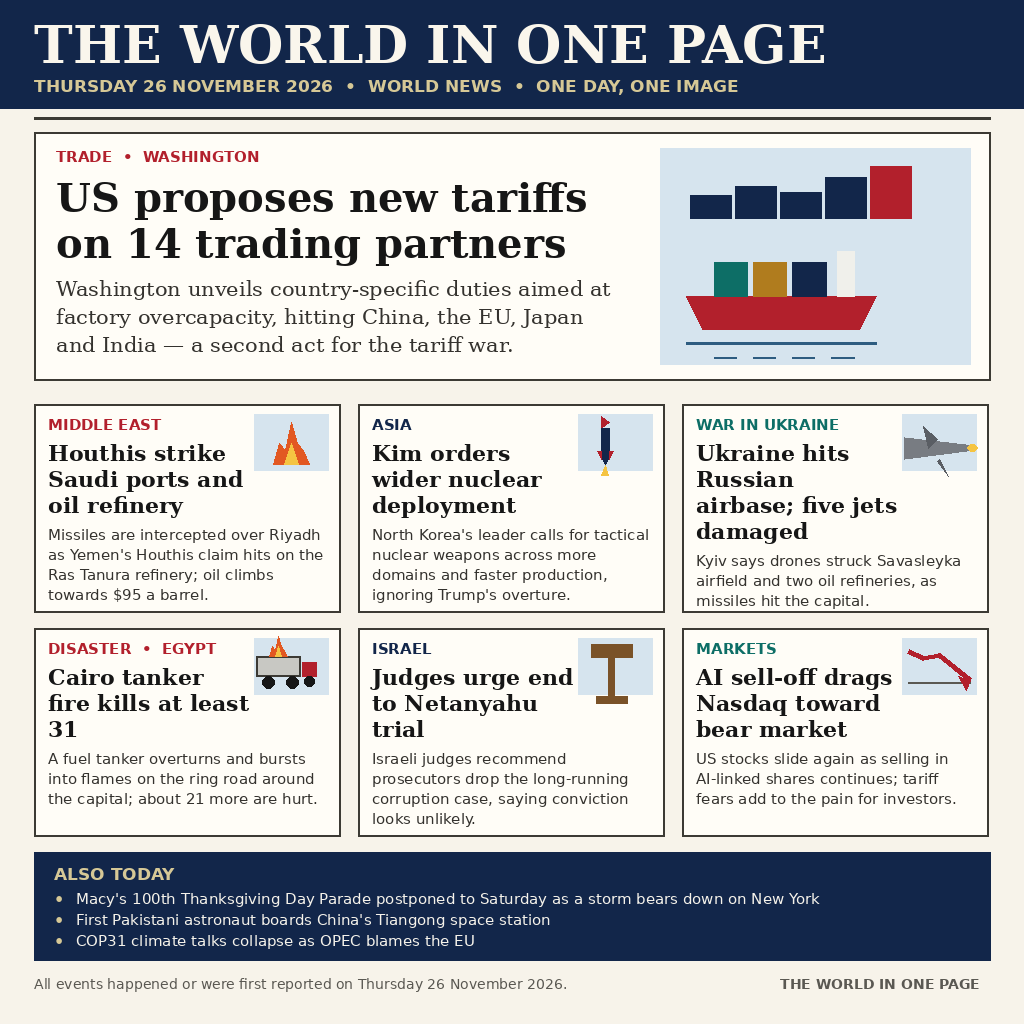 THE WORLD IN ONE PAGE
THURSDAY 26 NOVEMBER 2026 • WORLD NEWS • ONE DAY, ONE IMAGE
TRADE • WASHINGTON
US proposes new tariffs
on 14 trading partners
Washington unveils country-specific duties aimed at
factory overcapacity, hitting China, the EU, Japan
and India — a second act for the tariff war.
MIDDLE EAST
Houthis strike
Saudi ports and
oil refinery
Missiles are intercepted over Riyadh
as Yemen's Houthis claim hits on the
Ras Tanura refinery; oil climbs
towards $95 a barrel.
ASIA
Kim orders
wider nuclear
deployment
North Korea's leader calls for tactical
nuclear weapons across more
domains and faster production,
ignoring Trump's overture.
WAR IN UKRAINE
Ukraine hits
Russian
airbase; five jets
damaged
Kyiv says drones struck Savasleyka
airfield and two oil refineries, as
missiles hit the capital.
DISASTER • EGYPT
Cairo tanker
fire kills at least
31
A fuel tanker overturns and bursts
into flames on the ring road around
the capital; about 21 more are hurt.
ISRAEL
Judges urge end
to Netanyahu
trial
Israeli judges recommend
prosecutors drop the long-running
corruption case, saying conviction
looks unlikely.
MARKETS
AI sell-off drags
Nasdaq toward
bear market
US stocks slide again as selling in
AI-linked shares continues; tariff
fears add to the pain for investors.
ALSO TODAY
• Macy's 100th Thanksgiving Day Parade postponed to Saturday as a storm bears down on New York
• First Pakistani astronaut boards China's Tiangong space station
• COP31 climate talks collapse as OPEC blames the EU
All events happened or were first reported on Thursday 26 November 2026.
THE WORLD IN ONE PAGE